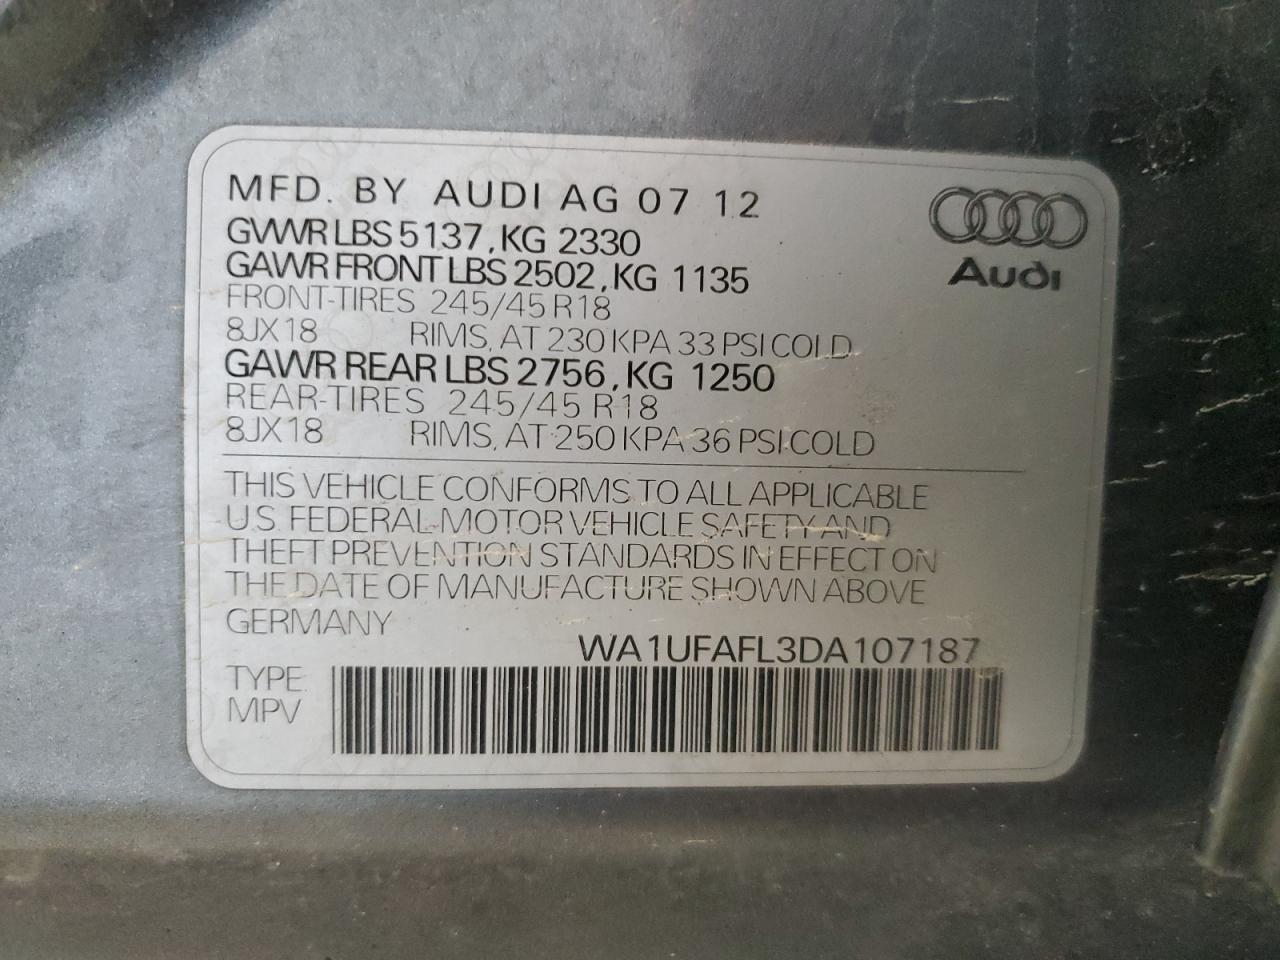 MFD. BY AUDI AG 07 12
GVWR LBS 5137, KG 2330
GAWR FRONT LBS 2502, KG 1135
FRONT-TIRES 245/45 R18
8JX18 RIMS, AT 230 KPA 33 PSI COLD
GAWR REAR LBS 2756, KG 1250
REAR-TIRES 245/45 R18
8JX18 RIMS, AT 250 KPA 36 PSI COLD
Audi
THIS VEHICLE CONFORMS TO ALL APPLICABLE
U.S. FEDERAL MOTOR VEHICLE SAFETY AND
THEFT PREVENTION STANDARDS IN EFFECT ON
THE DATE OF MANUFACTURE SHOWN ABOVE
GERMANY
WA1UFAFL3DA107187
TYPE
MPV